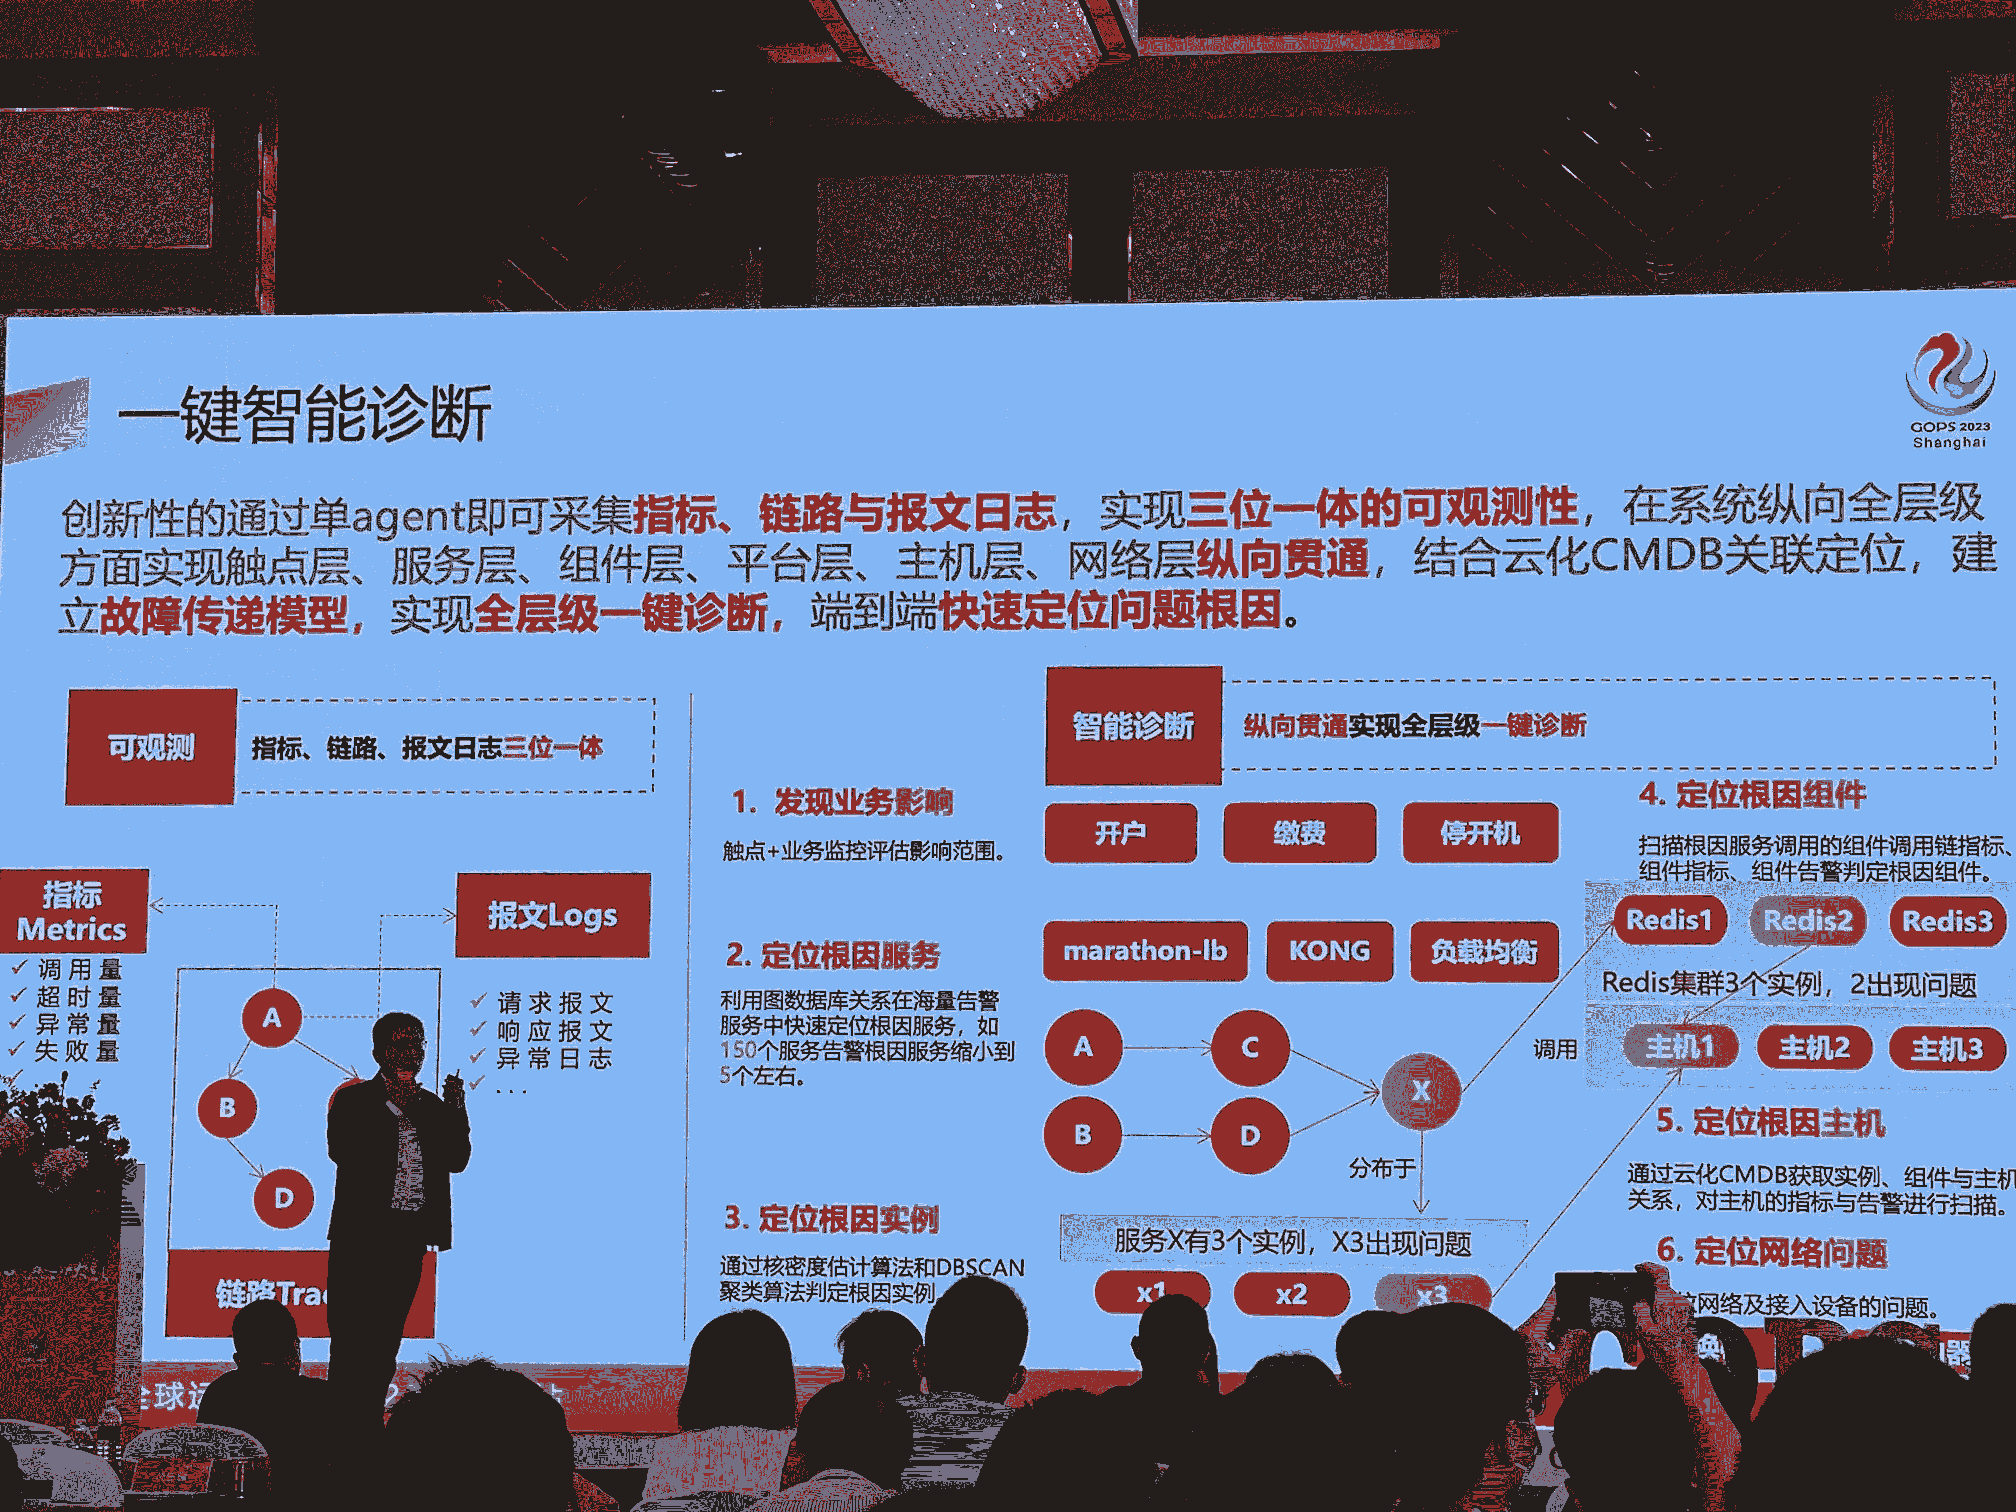 一键智能诊断
GOPS 2023
Shanghai
创新性的通过单agent即可采集指标、链路与报文日志，实现三位一体的可观测性，在系统纵向全层级
方面实现触点层、服务层、组件层、平台层、主机层、网络层纵向贯通，结合云化CMDB关联定位，建
立故障传递模型，实现全层级一键诊断，端到端快速定位问题根因。
可观测
指标、链路、报文日志三位一体
指标
Metrics
✓ 调用量
✓ 超时量
✓ 异常量
✓ 失败量
✓
报文Logs
✓ 请求报文
✓ 响应报文
✓ 异常日志
✓ ...
A
B
D
链路Tra
智能诊断
纵向贯通实现全层级一键诊断
1. 发现业务影响
触点+业务监控评估影响范围。
开户
缴费
停开机
2. 定位根因服务
利用图数据库关系在海量告警
服务中快速定位根因服务，如
150个服务告警根因服务缩小到
5个左右。
marathon-lb
KONG
负载均衡
A
C
B
D
X
调用
分布于
3. 定位根因实例
通过核密度估计算法和DBSCAN
聚类算法判定根因实例
服务X有3个实例，X3出现问题
x1
x2
x3
4. 定位根因组件
扫描根因服务调用的组件调用链指标、
组件指标、组件告警判定根因组件。
Redis1
Redis2
Redis3
Redis集群3个实例，2出现问题
主机1
主机2
主机3
5. 定位根因主机
通过云化CMDB获取实例、组件与主机
关系，对主机的指标与告警进行扫描。
6. 定位网络问题
网络及接入设备的问题。
换
器
全球运